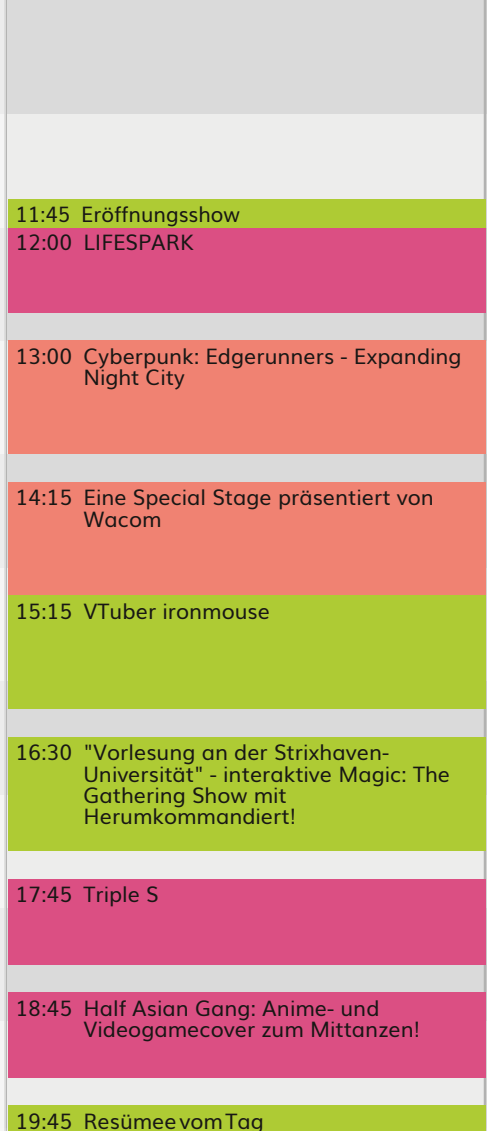 11:45 Eröffnungsshow
12:00 LIFESPARK
13:00 Cyberpunk: Edgerunners - Expanding
Night City
14:15 Eine Special Stage präsentiert von
Wacom
15:15 VTuber ironmouse
16:30 "Vorlesung an der Strixhaven-
Universität" - interaktive Magic: The
Gathering Show mit
Herumkommandiert!
17:45 Triple S
18:45 Half Asian Gang: Anime- und
Videogamecover zum Mittanzen!
19:45 Resümee vom Tag